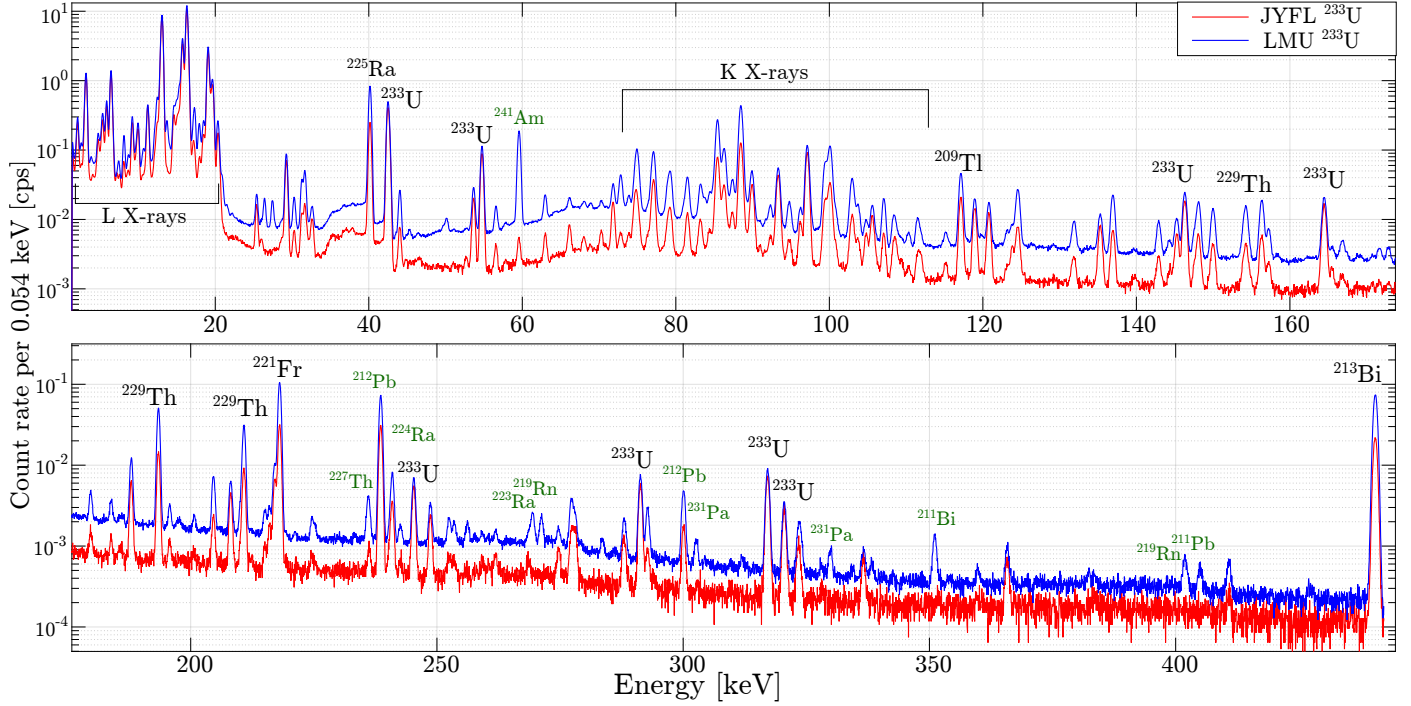 Count rate per 0.054 keV [cps]
10¹
10⁰
10⁻¹
10⁻²
10⁻³
JYFL ²³³U
LMU ²³³U
L X-rays
²²⁵Ra
²³³U
²³³U
²⁴¹Am
K X-rays
²⁰⁹Tl
²³³U
²²⁹Th
²³³U
20 40 60 80 100 120 140 160
10⁻¹
10⁻²
10⁻³
10⁻⁴
²²⁹Th
²²⁹Th
²²¹Fr
²¹²Pb
²²⁴Ra
²²⁷Th
²³³U
²¹⁹Rn
²²³Ra
²³³U
²¹²Pb
²³¹Pa
²³³U
²³³U
²³¹Pa
²¹¹Bi
²¹⁹Rn
²¹¹Pb
²¹³Bi
200 250 300 350 400
Energy [keV]